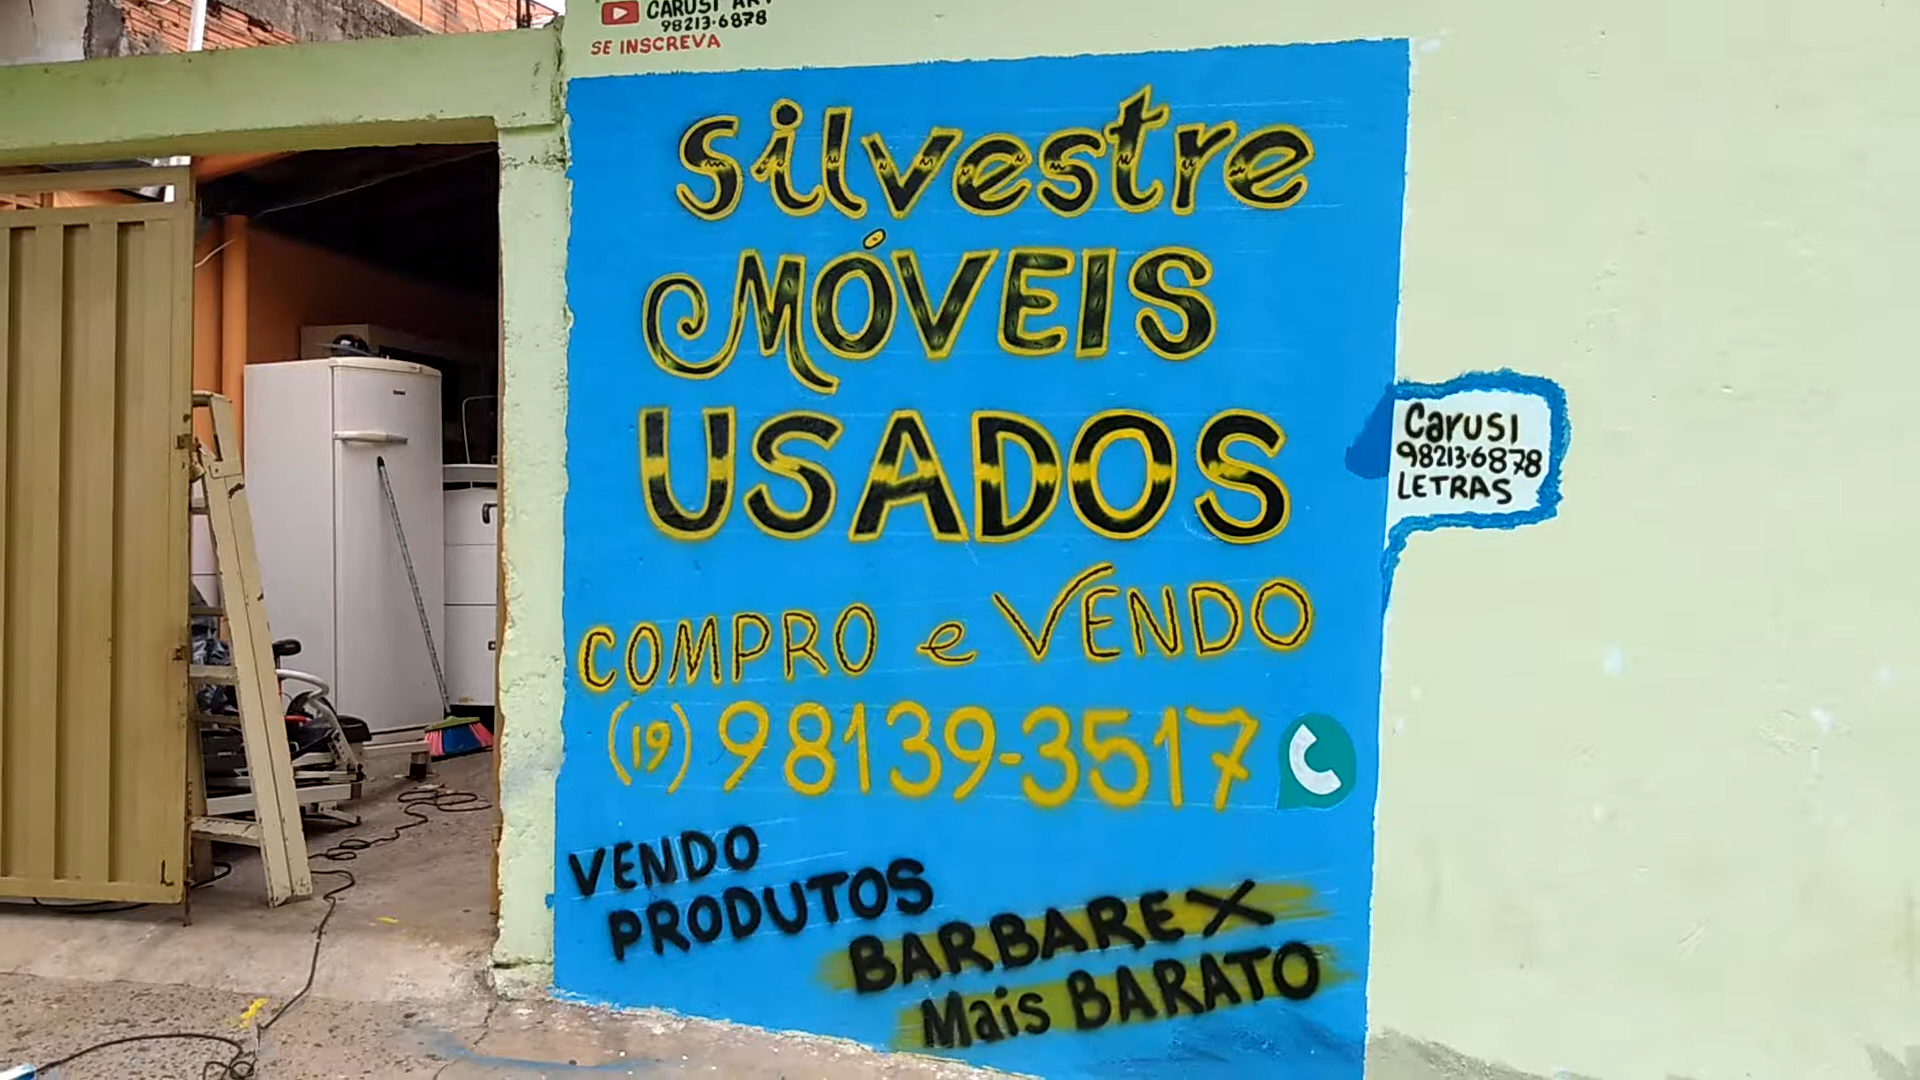 CARUSI ART
98213-6878
SE INSCREVA
Silvestre
MÓVEIS
USADOS
COMPRO e VENDO
(19) 98139-3517
VENDO
PRODUTOS
BARBAREX
Mais BARATO
Carusi
98213-6878
LETRAS